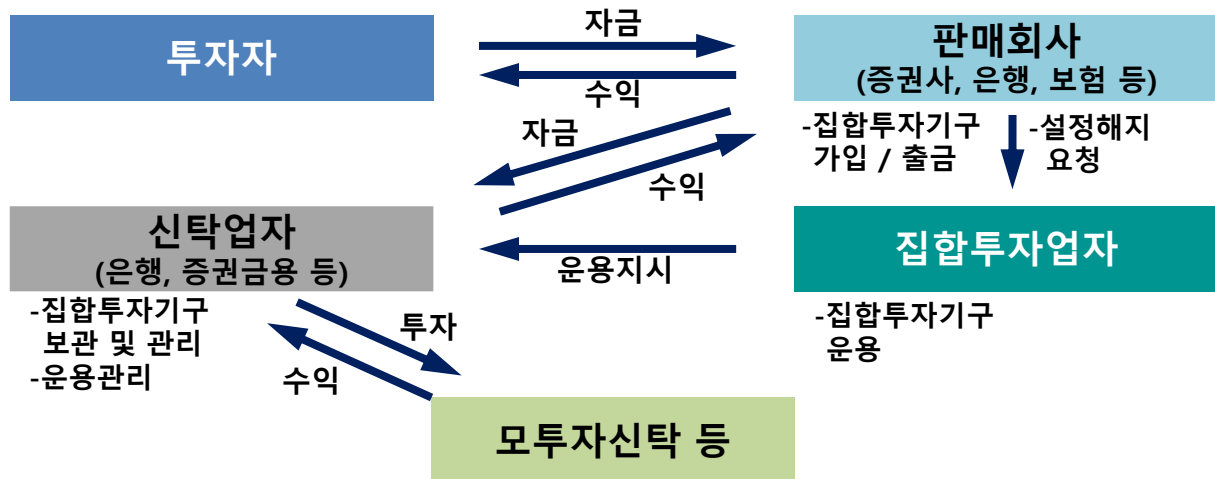 투자자
자금
수익
판매회사
(증권사, 은행, 보험 등)
자금
수익
-집합투자기구
가입 / 출금
-설정해지
요청
신탁업자
(은행, 증권금용 등)
운용지시
집합투자업자
-집합투자기구
보관 및 관리
-운용관리
투자
수익
-집합투자기구
운용
모투자신탁 등